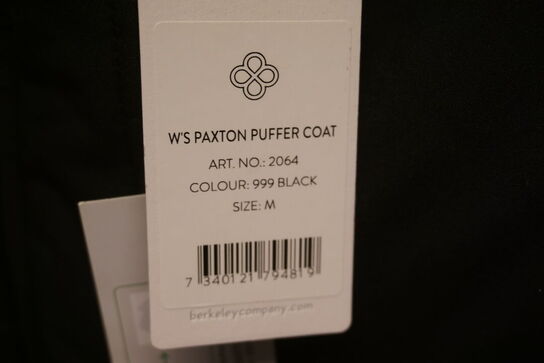 W'S PAXTON PUFFER COAT
ART. NO.: 2064
COLOUR: 999 BLACK
SIZE: M
7 340121 794819
berkeleycompany.com